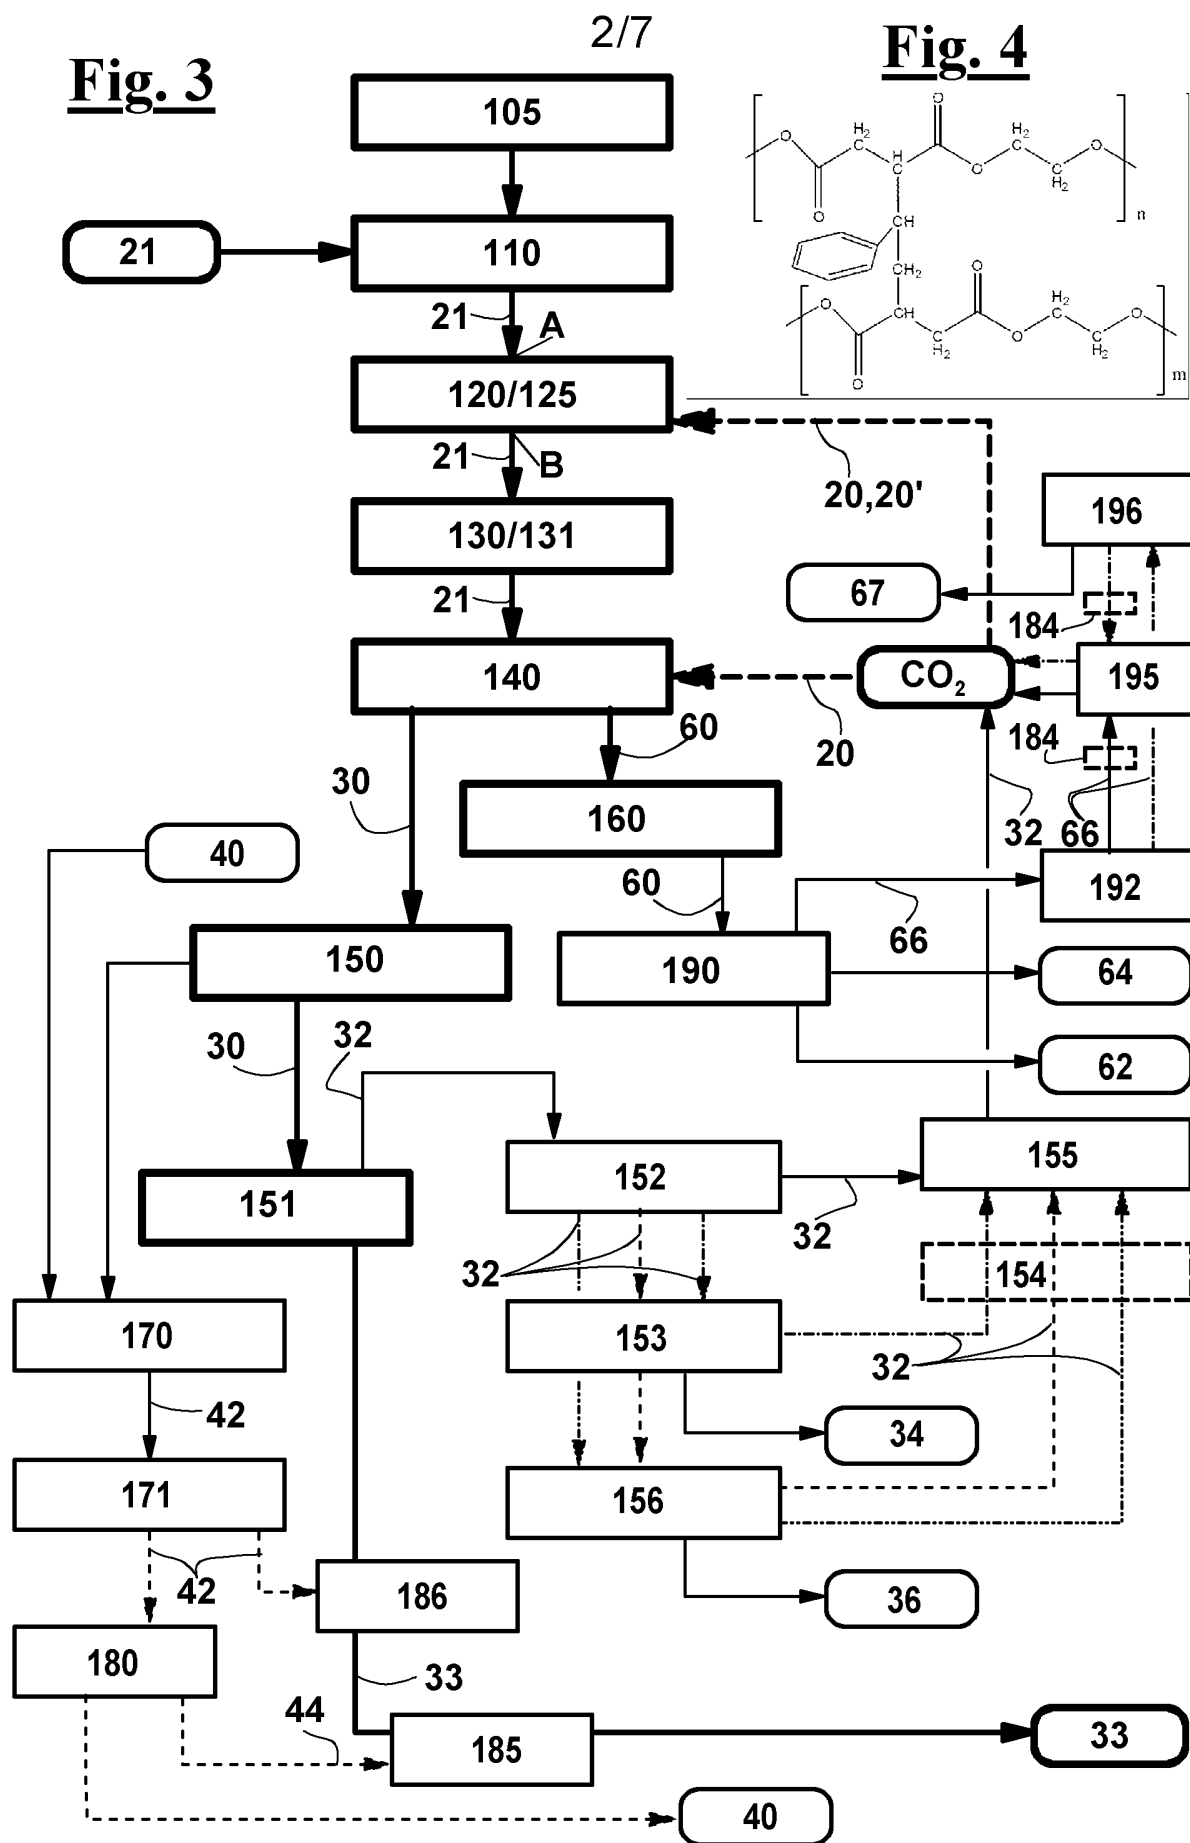 2/7
Fig. 3
Fig. 4
105
O
H2
C
H
C
O
O
H2
C
O
O
O
C
H2
n
21
110
CH
CH2
O
21
A
O
CH
H2
C
O
C
H2
O
C
H2
O
m
120/125
21
B
20,20'
196
130/131
67
21
184
140
CO2
195
60
20
184
30
160
32
66
40
60
192
66
150
190
64
30
32
62
151
152
155
32
32
154
170
153
32
42
34
171
156
42
186
36
180
33
44
185
33
40